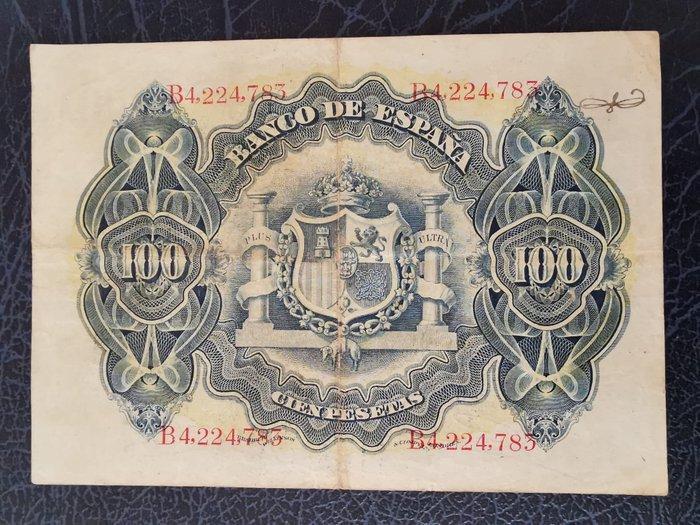 B4,224,783 B4,224,783
BANCO DE ESPAÑA
PLUS ULTRA
100 100
CIEN PESETAS
B4,224,783 B4,224,783